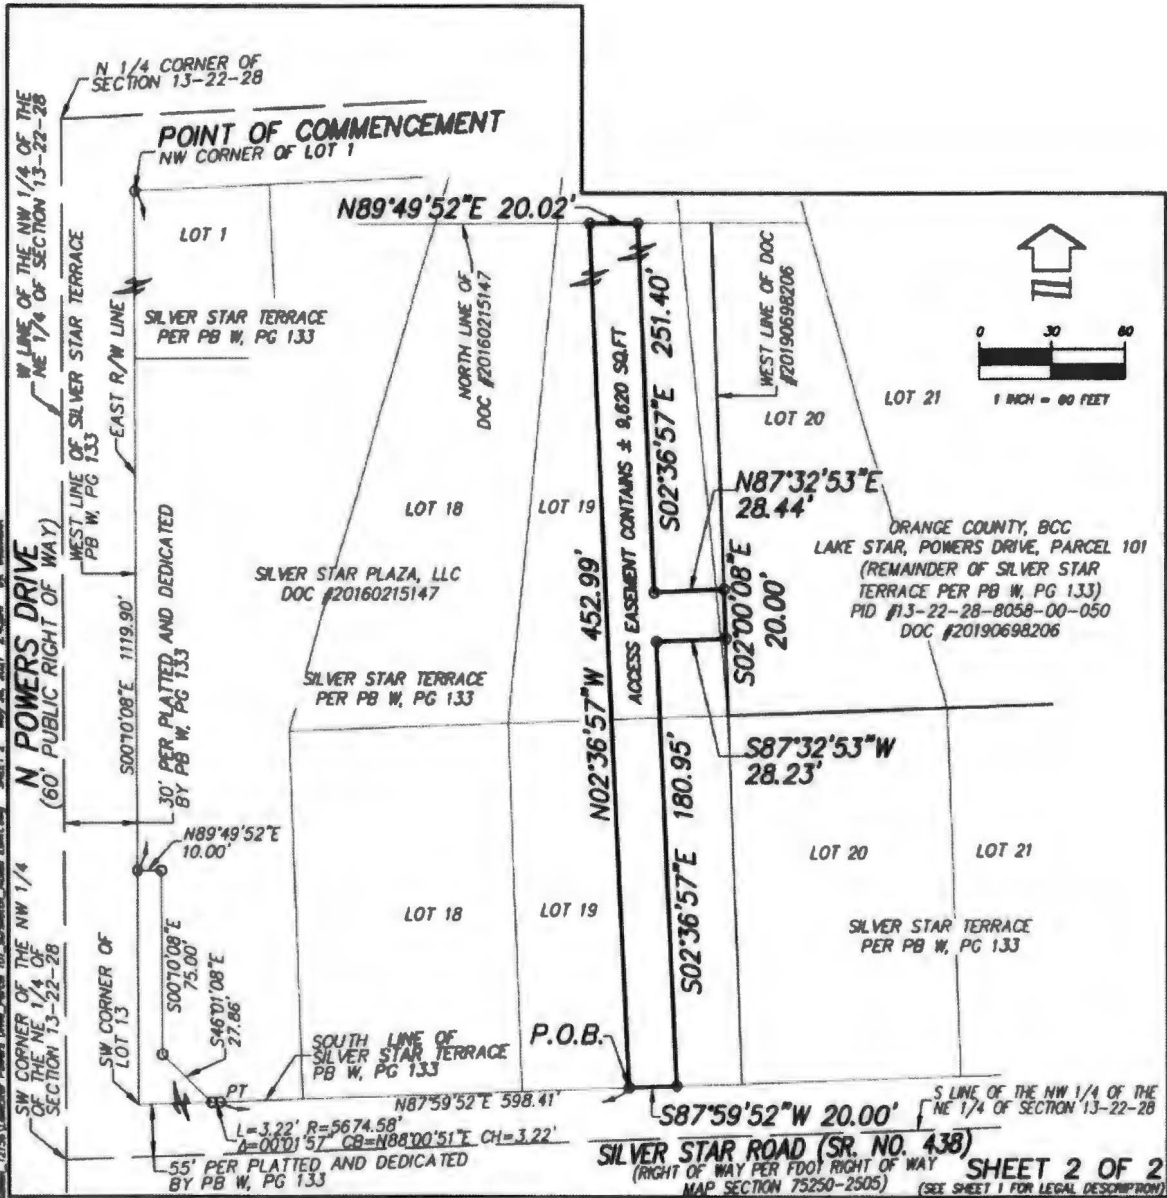 N 1/4 CORNER OF
SECTION 13-22-28
POINT OF COMMENCEMENT
NW CORNER OF LOT 1
W LINE OF THE NW 1/4 OF THE
NE 1/4 OF SECTION 13-22-28
WEST LINE OF SILVER STAR TERRACE
PB W, PG 133
EAST R/W LINE
LOT 1
SILVER STAR TERRACE
PER PB W, PG 133
N89°49'52"E 20.02'
NORTH LINE OF
DOC #20160215147
WEST LINE OF DOC
#20190698206
0 30 60
1 INCH = 60 FEET
LOT 20
LOT 21
LOT 18
LOT 19
S02°36'57"E 251.40'
ACCESS EASEMENT CONTAINS ± 9,620 SQ.FT
N02°36'57"W 452.99'
N87°32'53"E
28.44'
S02°00'08"E
20.00'
ORANGE COUNTY, BCC
LAKE STAR, POWERS DRIVE, PARCEL 101
(REMAINDER OF SILVER STAR
TERRACE PER PB W, PG 133)
PID #13-22-28-8058-00-050
DOC #20190698206
SILVER STAR PLAZA, LLC
DOC #20160215147
SILVER STAR TERRACE
PER PB W, PG 133
N POWERS DRIVE
(60' PUBLIC RIGHT OF WAY)
S00°10'08"E 1119.90'
30' PER PLATTED AND DEDICATED
BY PB W, PG 133
S87°32'53"W
28.23'
S02°36'57"E 180.95'
N89°49'52"E
10.00'
LOT 18
LOT 19
LOT 20
LOT 21
SILVER STAR TERRACE
PER PB W, PG 133
SW CORNER OF THE NW 1/4
OF THE NE 1/4 OF
SECTION 13-22-28
SW CORNER OF
LOT 13
S00°10'08"E
75.00'
S46°01'08"E
27.86'
PT
SOUTH LINE OF
SILVER STAR TERRACE
PB W, PG 133
P.O.B.
N87°59'52"E 598.41'
S87°59'52"W 20.00'
S LINE OF THE NW 1/4 OF THE
NE 1/4 OF SECTION 13-22-28
L=3.22' R=5674.58'
Δ=00°01'57" CB=N88°00'51"E CH=3.22'
55' PER PLATTED AND DEDICATED
BY PB W, PG 133
SILVER STAR ROAD (SR. NO. 438)
(RIGHT OF WAY PER FDOT RIGHT OF WAY
MAP SECTION 75250-2505)
SHEET 2 OF 2
(SEE SHEET 1 FOR LEGAL DESCRIPTION)